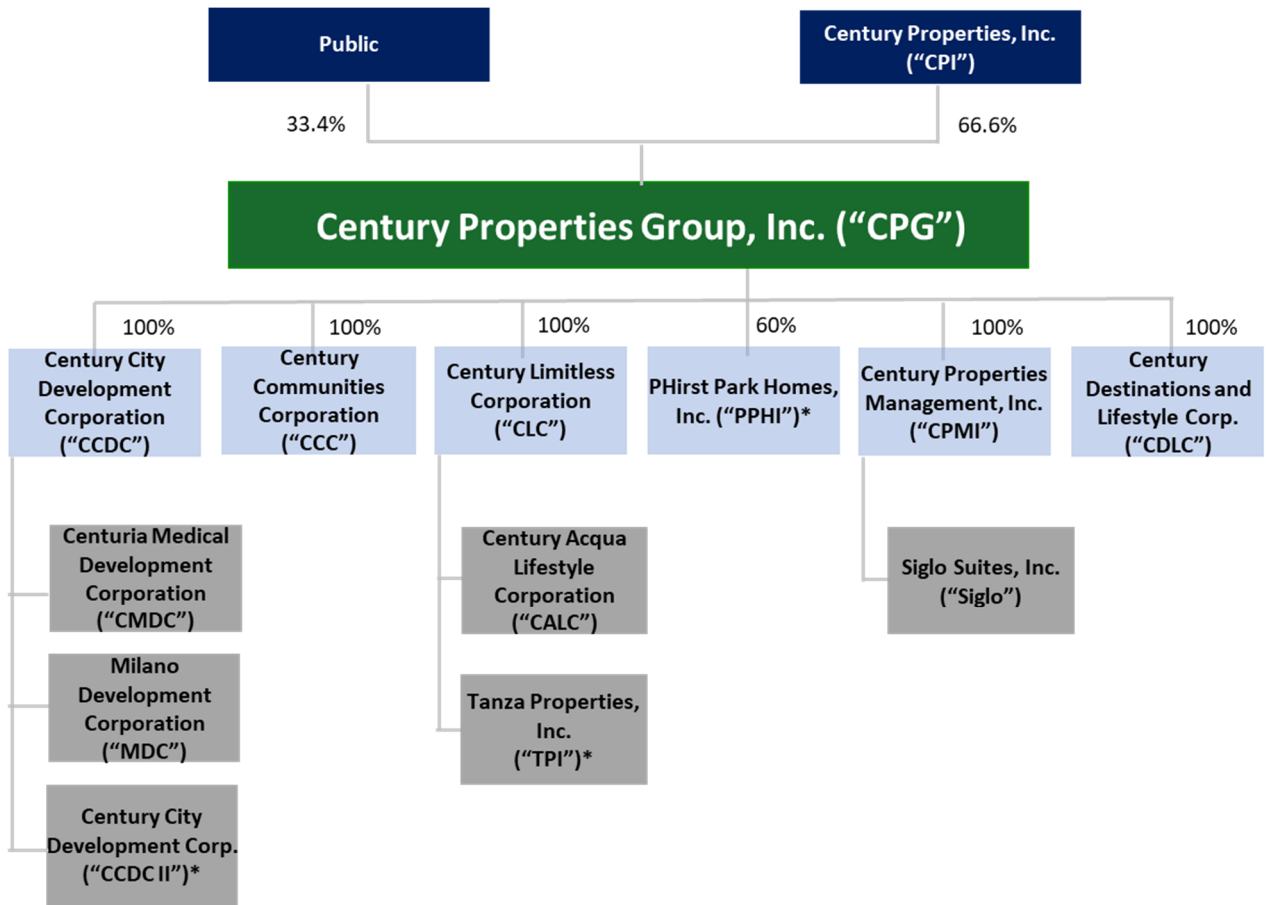 Public
Century Properties, Inc.
(“CPI”)
33.4%
66.6%
Century Properties Group, Inc. (“CPG”)
100%
100%
100%
60%
100%
100%
Century City
Development
Corporation
(“CCDC”)
Century
Communities
Corporation
(“CCC”)
Century Limitless
Corporation
(“CLC”)
PHirst Park Homes,
Inc. (“PPHI”)*
Century Properties
Management, Inc.
(“CPMI”)
Century
Destinations and
Lifestyle Corp.
(“CDLC”)
Centuria Medical
Development
Corporation
(“CMDC”)
Milano
Development
Corporation
(“MDC”)
Century City
Development Corp.
(“CCDC II”)*
Century Acqua
Lifestyle
Corporation
(“CALC”)
Tanza Properties,
Inc.
(“TPI”)*
Siglo Suites, Inc.
(“Siglo”)